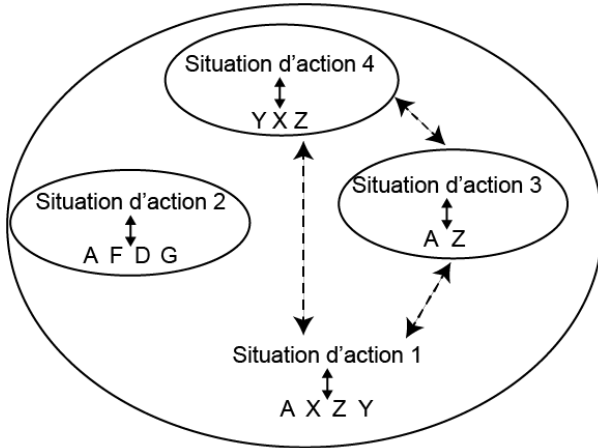 Situation d'action 4
Y X Z
Situation d'action 2
A F D G
Situation d'action 3
A Z
Situation d'action 1
A X Z Y